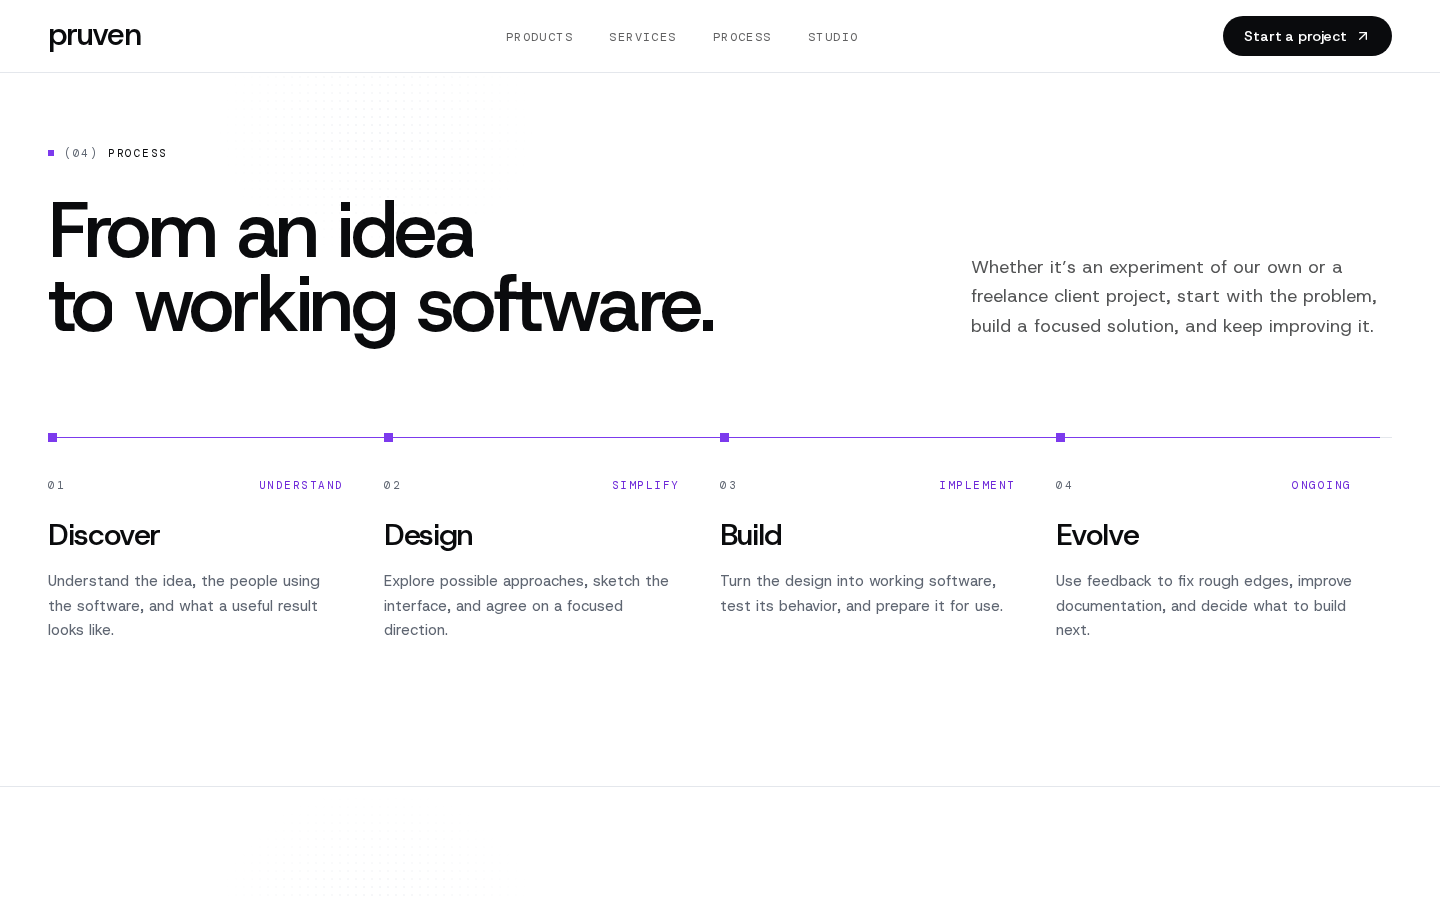 pruven
PRODUCTS SERVICES PROCESS STUDIO
Start a project
(04) PROCESS
From an idea
to working software.
Whether it’s an experiment of our own or a
freelance client project, start with the problem,
build a focused solution, and keep improving it.
01 UNDERSTAND
Discover
Understand the idea, the people using
the software, and what a useful result
looks like.
02 SIMPLIFY
Design
Explore possible approaches, sketch the
interface, and agree on a focused
direction.
03 IMPLEMENT
Build
Turn the design into working software,
test its behavior, and prepare it for use.
04 ONGOING
Evolve
Use feedback to fix rough edges, improve
documentation, and decide what to build
next.